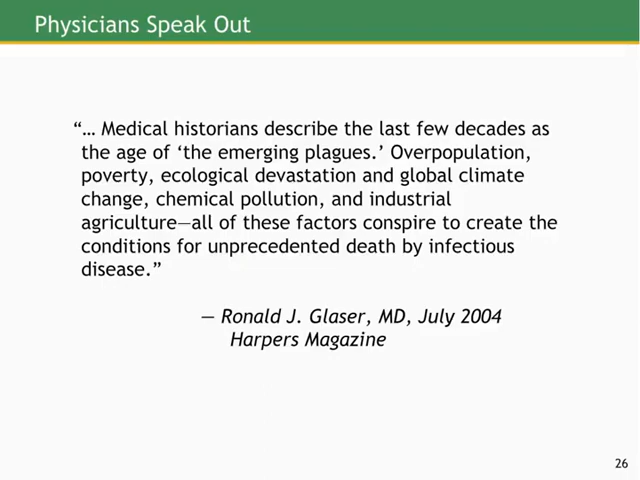 Physicians Speak Out
“… Medical historians describe the last few decades as
the age of ‘the emerging plagues.’ Overpopulation,
poverty, ecological devastation and global climate
change, chemical pollution, and industrial
agriculture—all of these factors conspire to create the
conditions for unprecedented death by infectious
disease.”
— Ronald J. Glaser, MD, July 2004
Harpers Magazine
26